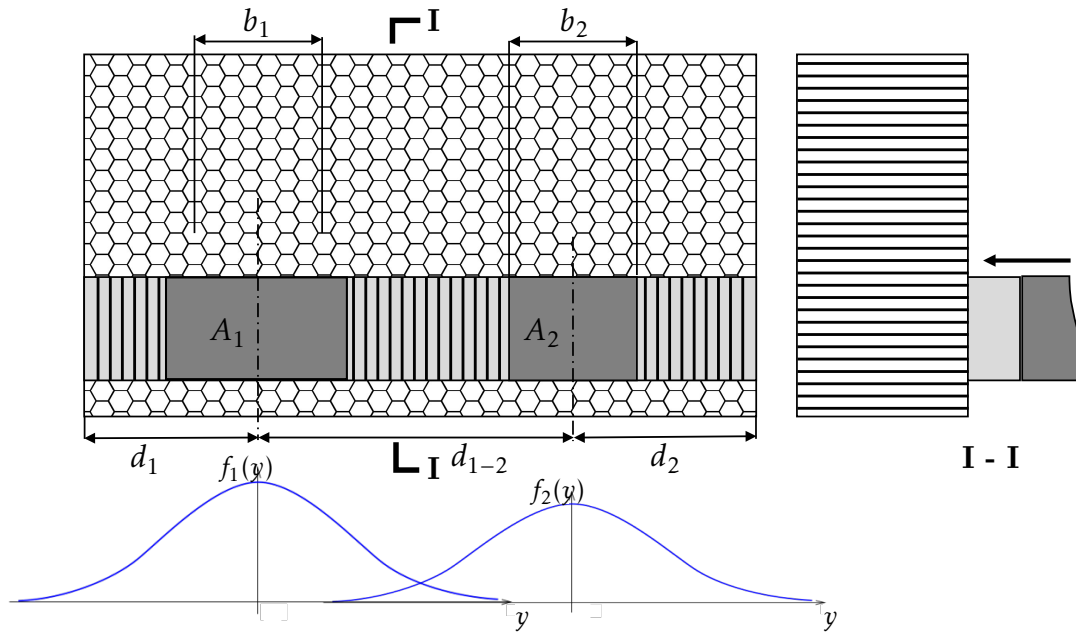 b₁
I
b₂
A₁
A₂
d₁
I
d₁₋₂
d₂
I - I
f₁(y)
f₂(y)
y
y